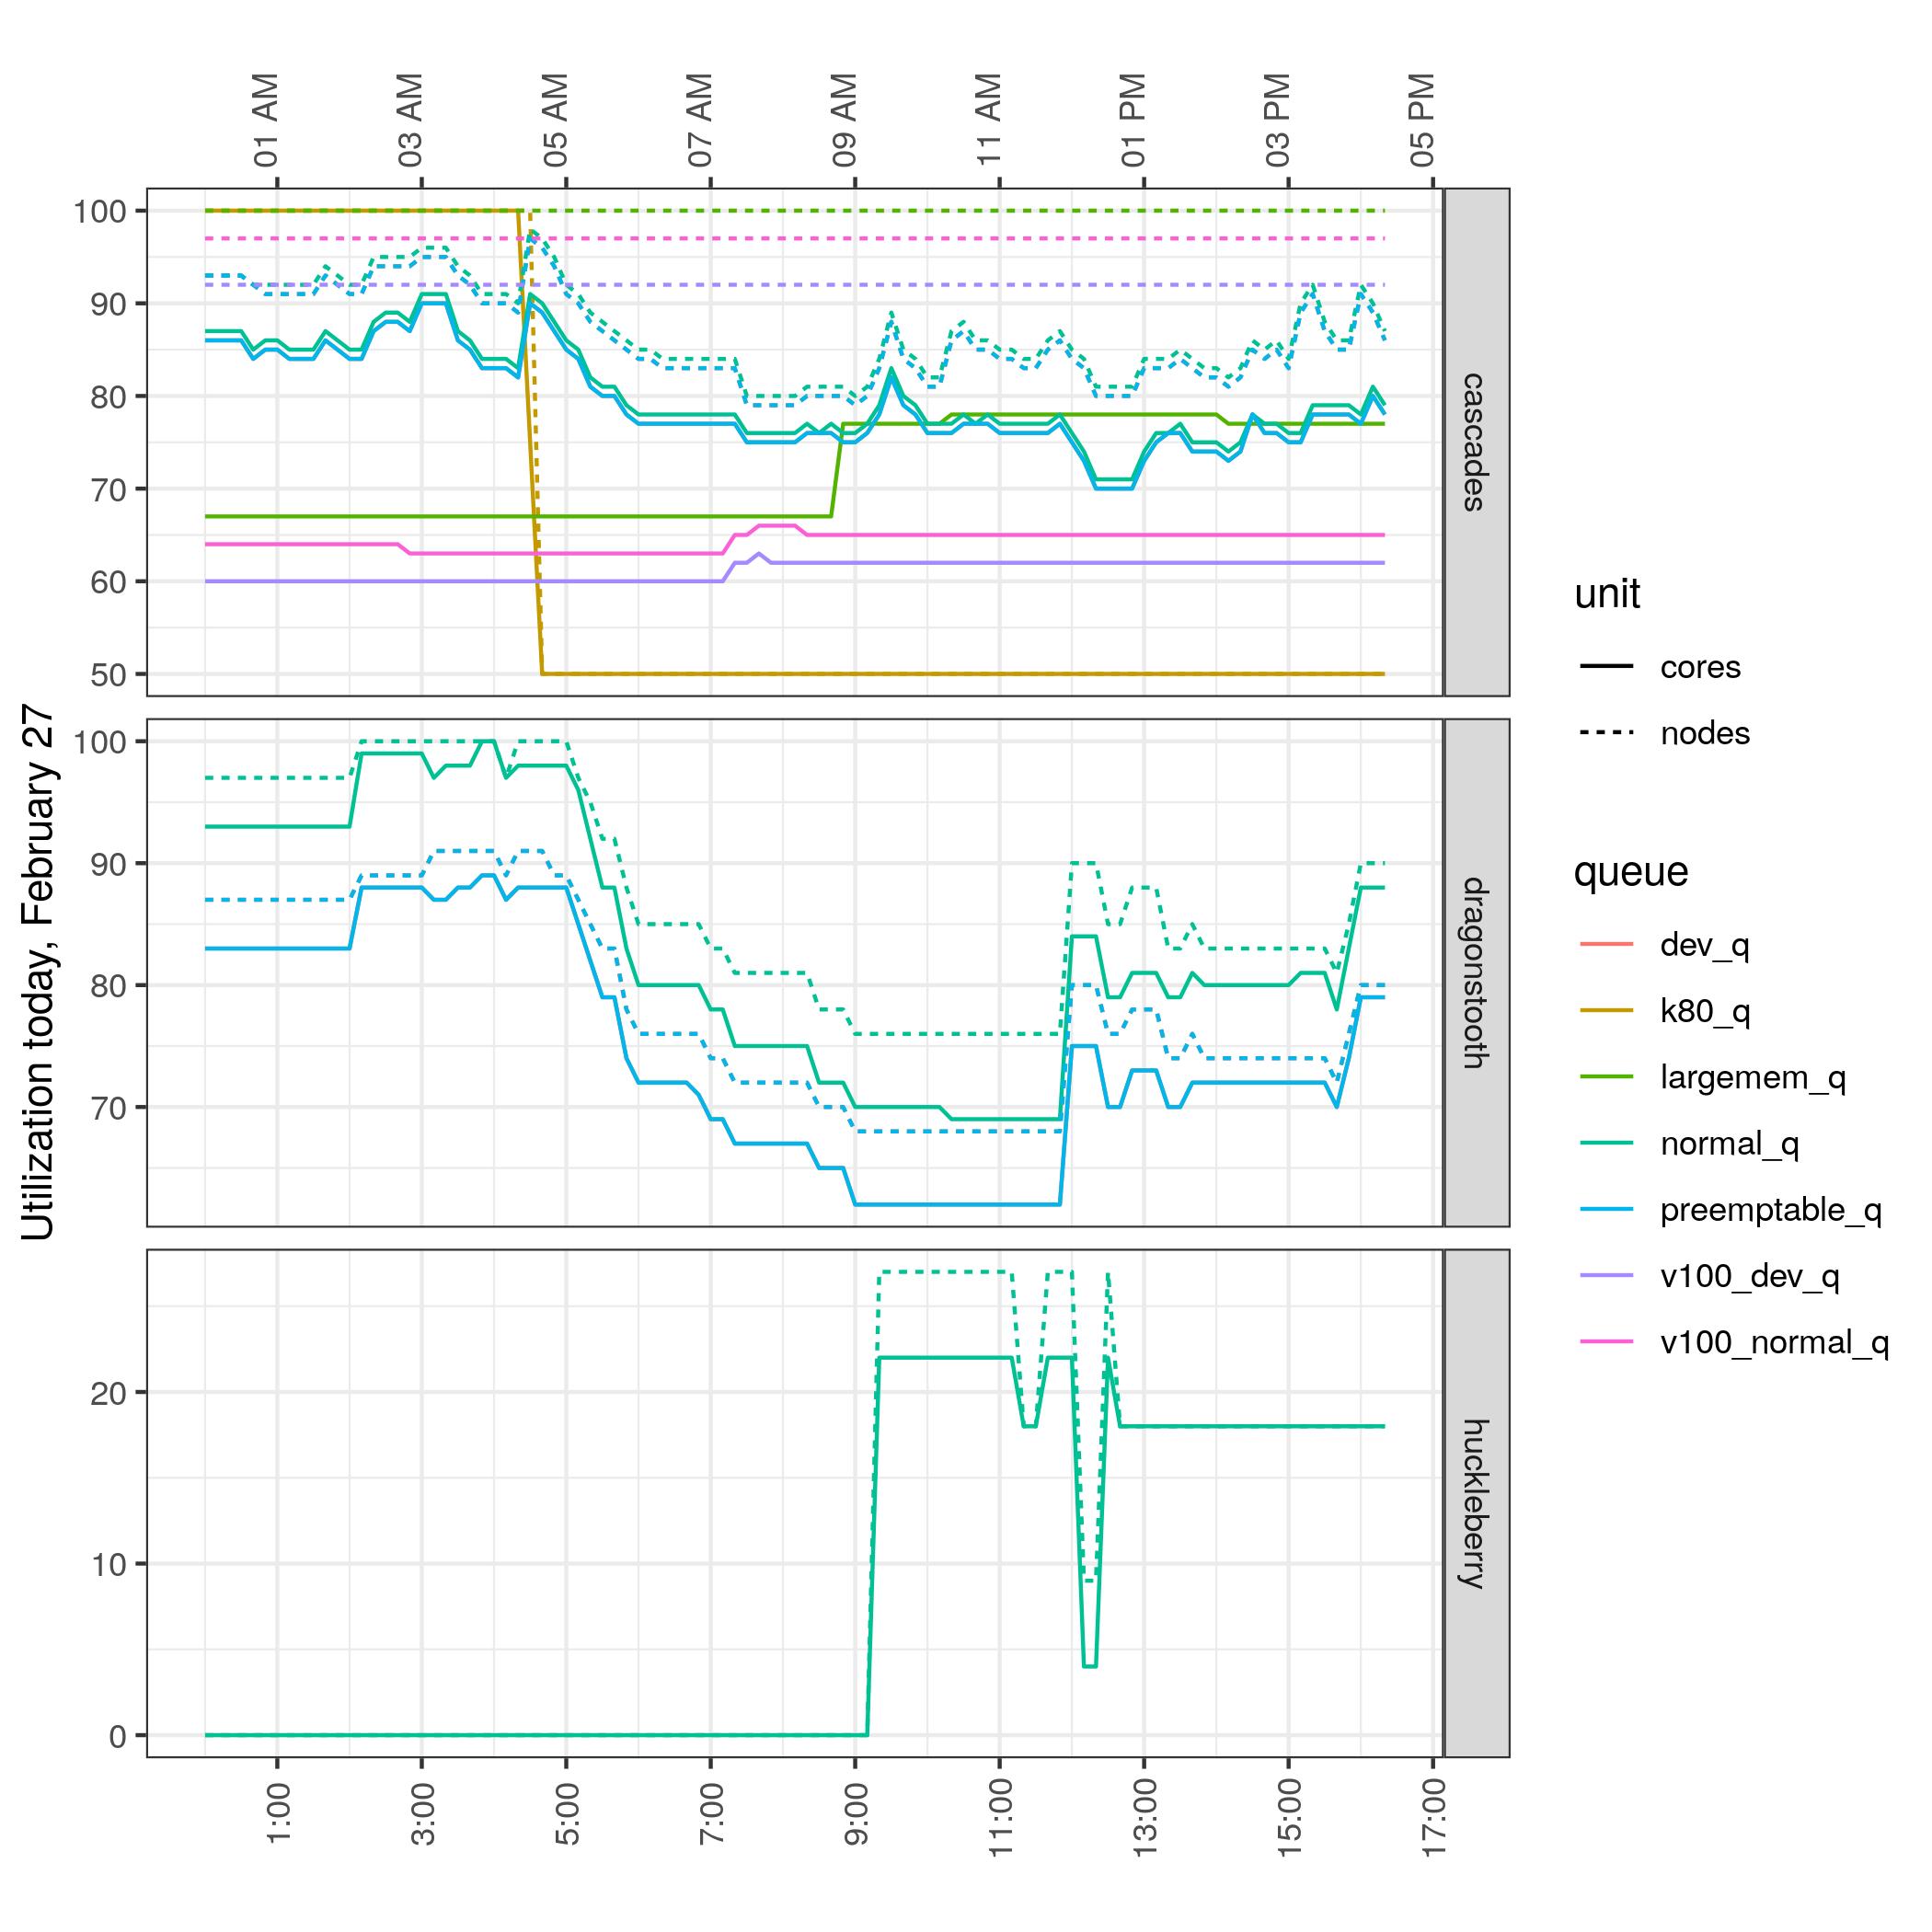 01 AM
03 AM
05 AM
07 AM
09 AM
11 AM
01 PM
03 PM
05 PM
Utilization today, February 27
100
90
80
70
60
50
cascades
100
90
80
70
dragonstooth
20
10
0
huckleberry
1:00
3:00
5:00
7:00
9:00
11:00
13:00
15:00
17:00
unit
cores
nodes
queue
dev_q
k80_q
largemem_q
normal_q
preemptable_q
v100_dev_q
v100_normal_q